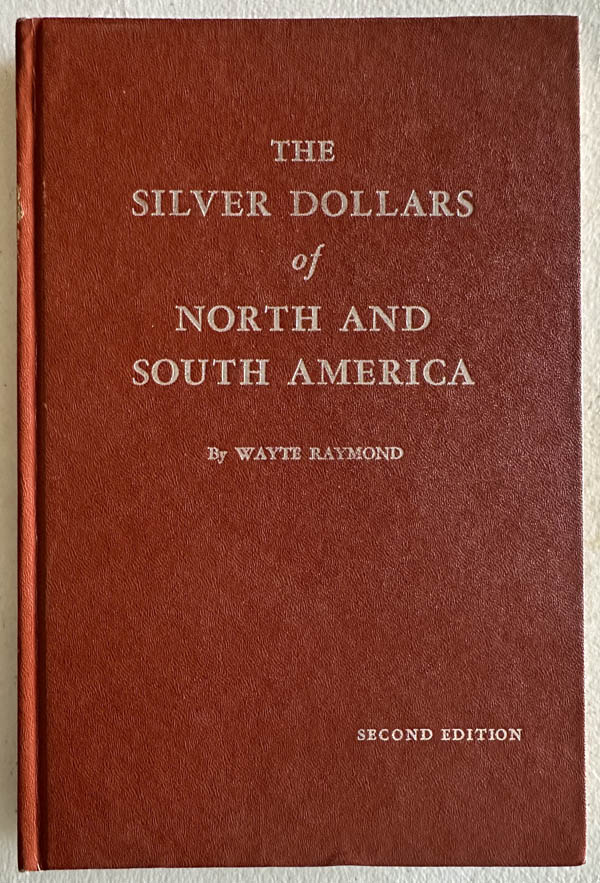 THE
SILVER DOLLARS
of
NORTH AND
SOUTH AMERICA
By WAYTE RAYMOND
SECOND EDITION